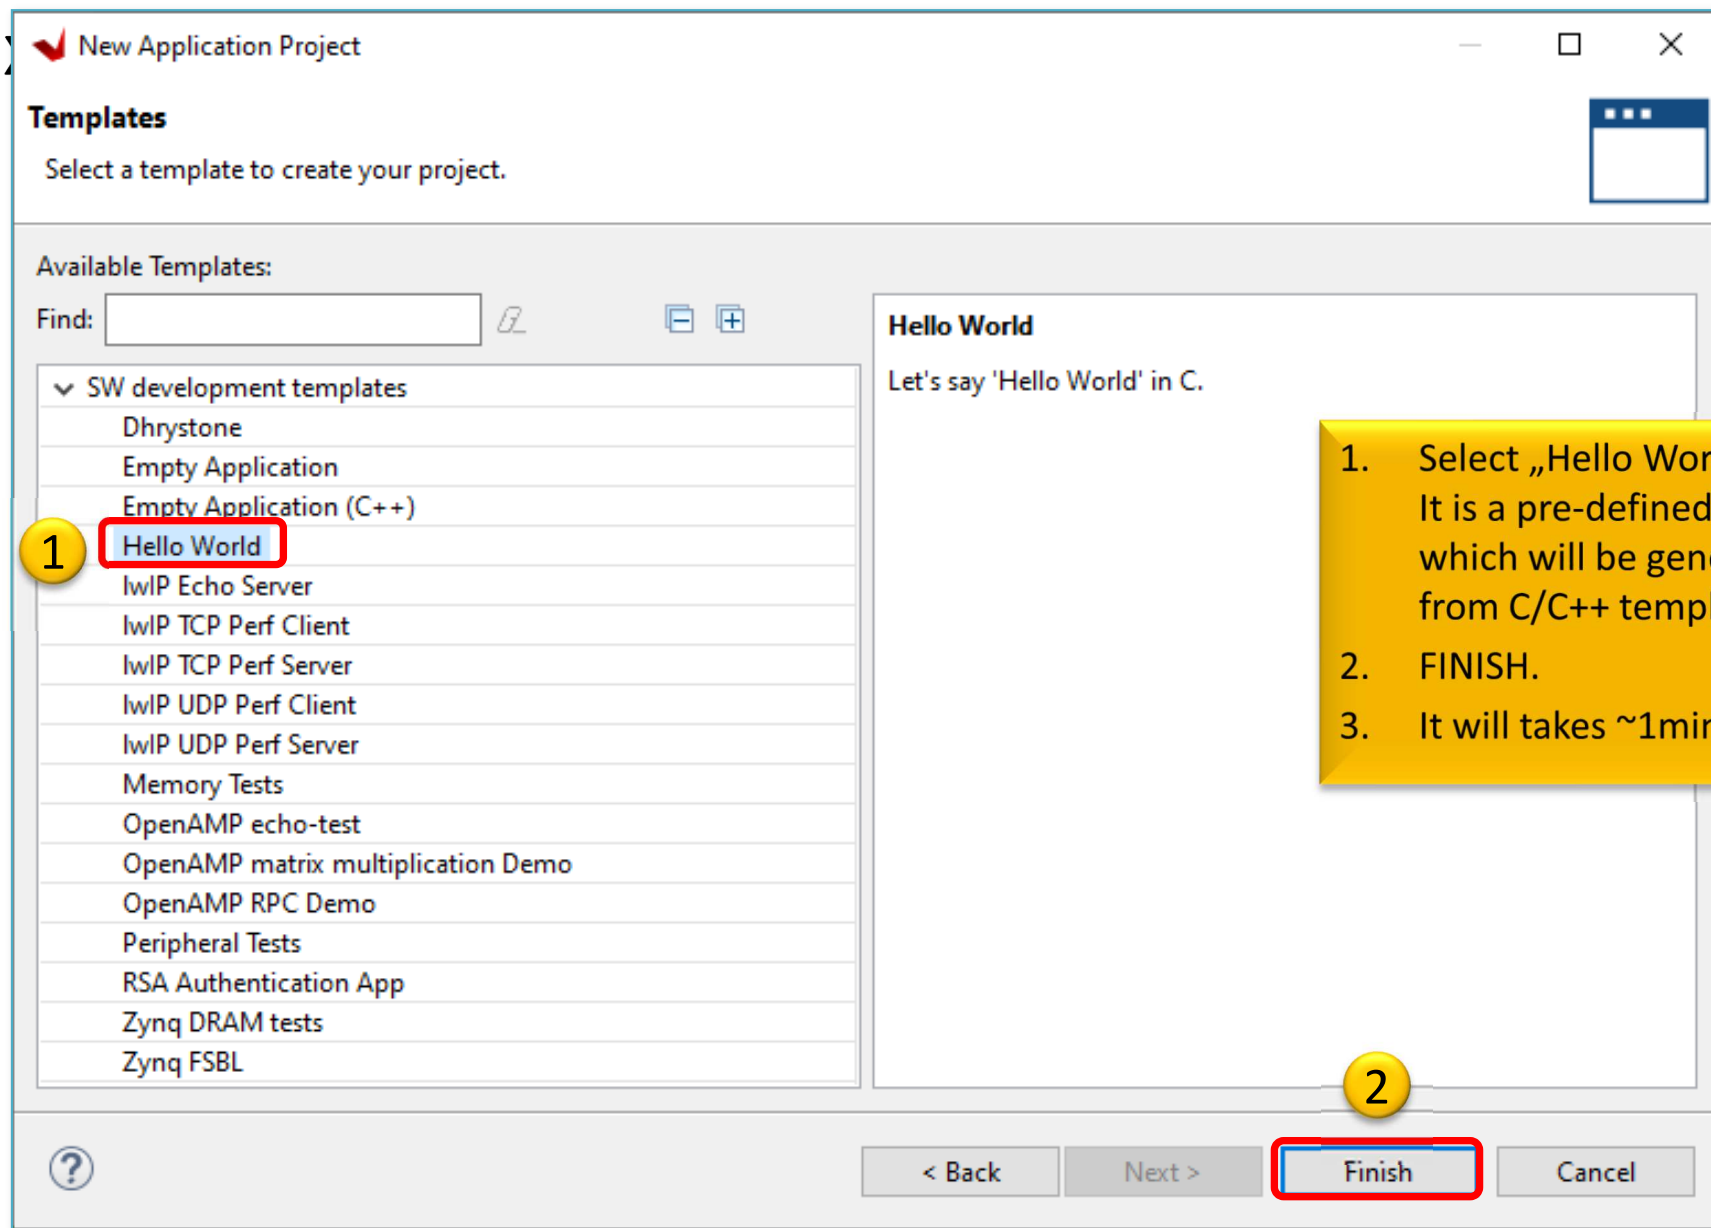 New Application Project
Templates
Select a template to create your project.
Available Templates:
Find:
SW development templates
Dhrystone
Empty Application
Empty Application (C++)
1
Hello World
lwIP Echo Server
lwIP TCP Perf Client
lwIP TCP Perf Server
lwIP UDP Perf Client
lwIP UDP Perf Server
Memory Tests
OpenAMP echo-test
OpenAMP matrix multiplication Demo
OpenAMP RPC Demo
Peripheral Tests
RSA Authentication App
Zynq DRAM tests
Zynq FSBL
Hello World
Let's say 'Hello World' in C.
1. Select „Hello
It is a pre-defined
which will be
from C/C++
2. FINISH.
3. It will takes
2
?
< Back
Next >
Finish
Cancel